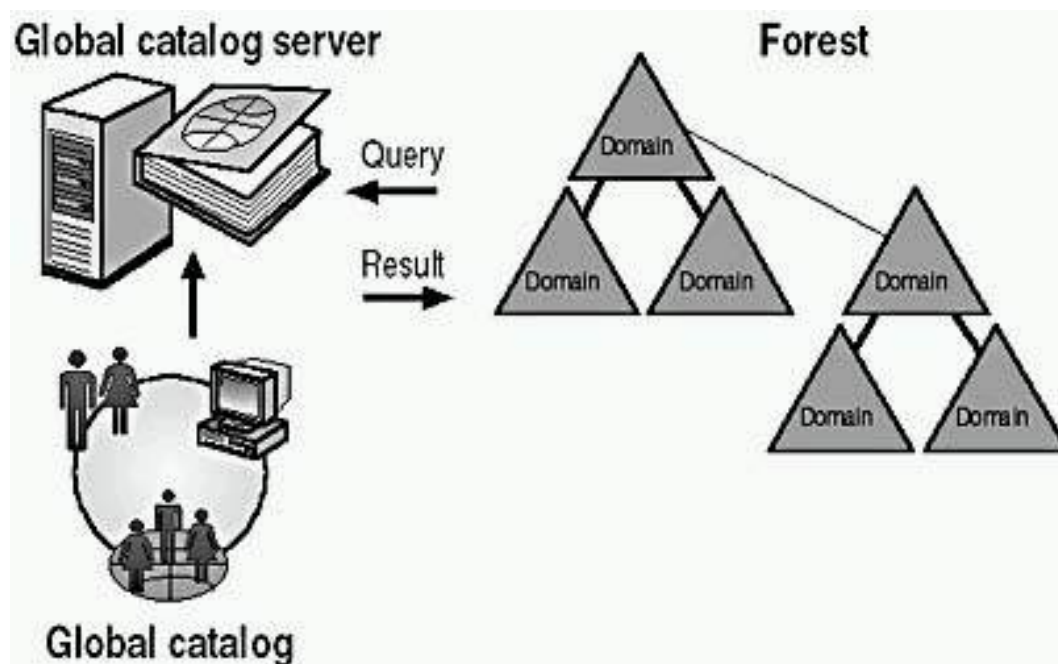 Global catalog server
Forest
Query
Result
Domain
Domain
Domain
Domain
Domain
Domain
Global catalog